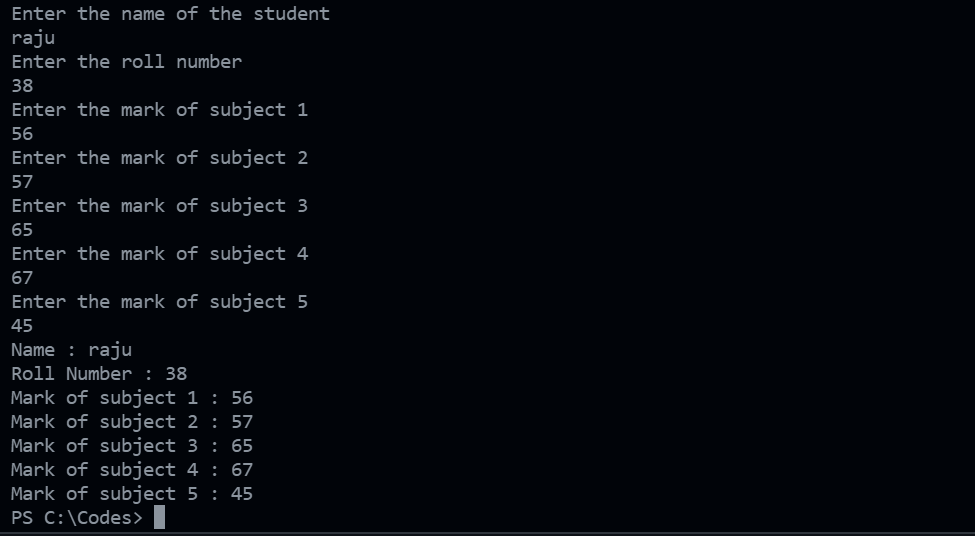 Enter the name of the student
raju
Enter the roll number
38
Enter the mark of subject 1
56
Enter the mark of subject 2
57
Enter the mark of subject 3
65
Enter the mark of subject 4
67
Enter the mark of subject 5
45
Name : raju
Roll Number : 38
Mark of subject 1 : 56
Mark of subject 2 : 57
Mark of subject 3 : 65
Mark of subject 4 : 67
Mark of subject 5 : 45
PS C:\Codes>